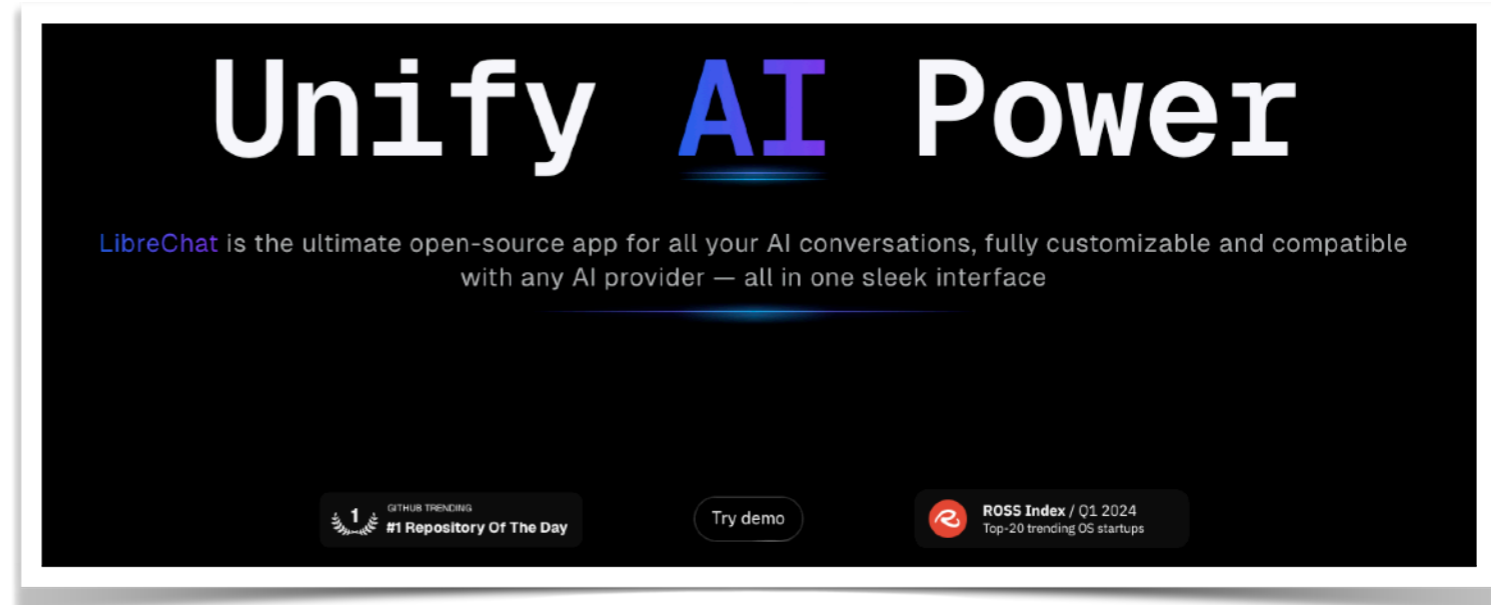 Unify AI Power
LibreChat is the ultimate open-source app for all your AI conversations, fully customizable and compatible
with any AI provider — all in one sleek interface
1
GITHUB TRENDING
#1 Repository Of The Day
Try demo
ROSS Index / Q1 2024
Top-20 trending OS startups